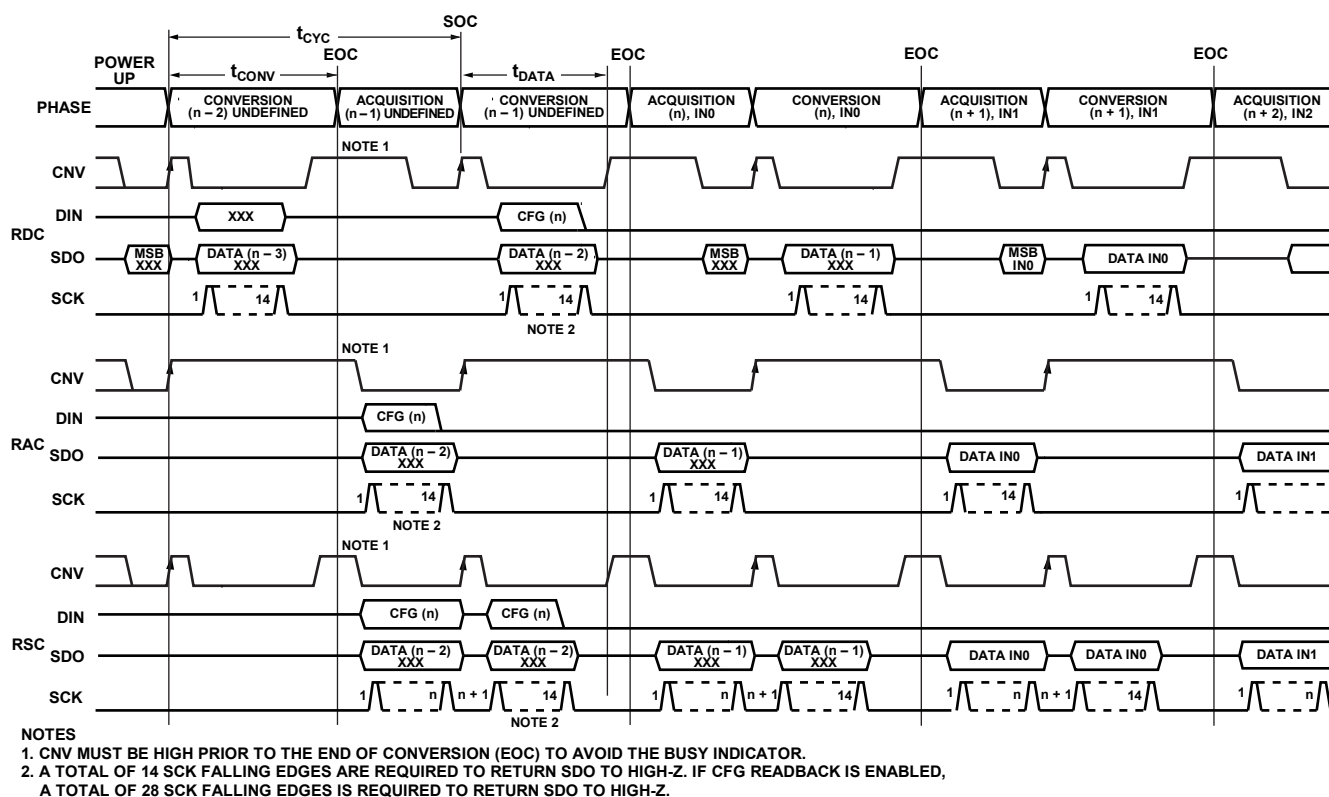 SOC
tCYC
POWER UP
EOC
EOC
EOC
EOC
tCONV
tDATA
PHASE
CONVERSION (n – 2) UNDEFINED
ACQUISITION (n – 1) UNDEFINED
CONVERSION (n – 1) UNDEFINED
ACQUISITION (n), IN0
CONVERSION (n), IN0
ACQUISITION (n + 1), IN1
CONVERSION (n + 1), IN1
ACQUISITION (n + 2), IN2
NOTE 1
CNV
DIN
XXX
CFG (n)
RDC
SDO
MSB XXX
DATA (n – 3) XXX
DATA (n – 2) XXX
MSB XXX
DATA (n – 1) XXX
MSB IN0
DATA IN0
SCK
1
14
1
14
1
14
1
14
NOTE 2
NOTE 1
CNV
DIN
CFG (n)
RAC
SDO
DATA (n – 2) XXX
DATA (n – 1) XXX
DATA IN0
DATA IN1
SCK
1
14
1
14
1
14
1
NOTE 2
NOTE 1
CNV
DIN
CFG (n)
CFG (n)
RSC
SDO
DATA (n – 2) XXX
DATA (n – 2) XXX
DATA (n – 1) XXX
DATA (n – 1) XXX
DATA IN0
DATA IN0
DATA IN1
SCK
1
n
n + 1
14
1
n
n + 1
14
1
n
n + 1
14
1
n
NOTE 2
NOTES
1. CNV MUST BE HIGH PRIOR TO THE END OF CONVERSION (EOC) TO AVOID THE BUSY INDICATOR.
2. A TOTAL OF 14 SCK FALLING EDGES ARE REQUIRED TO RETURN SDO TO HIGH-Z. IF CFG READBACK IS ENABLED,
A TOTAL OF 28 SCK FALLING EDGES IS REQUIRED TO RETURN SDO TO HIGH-Z.